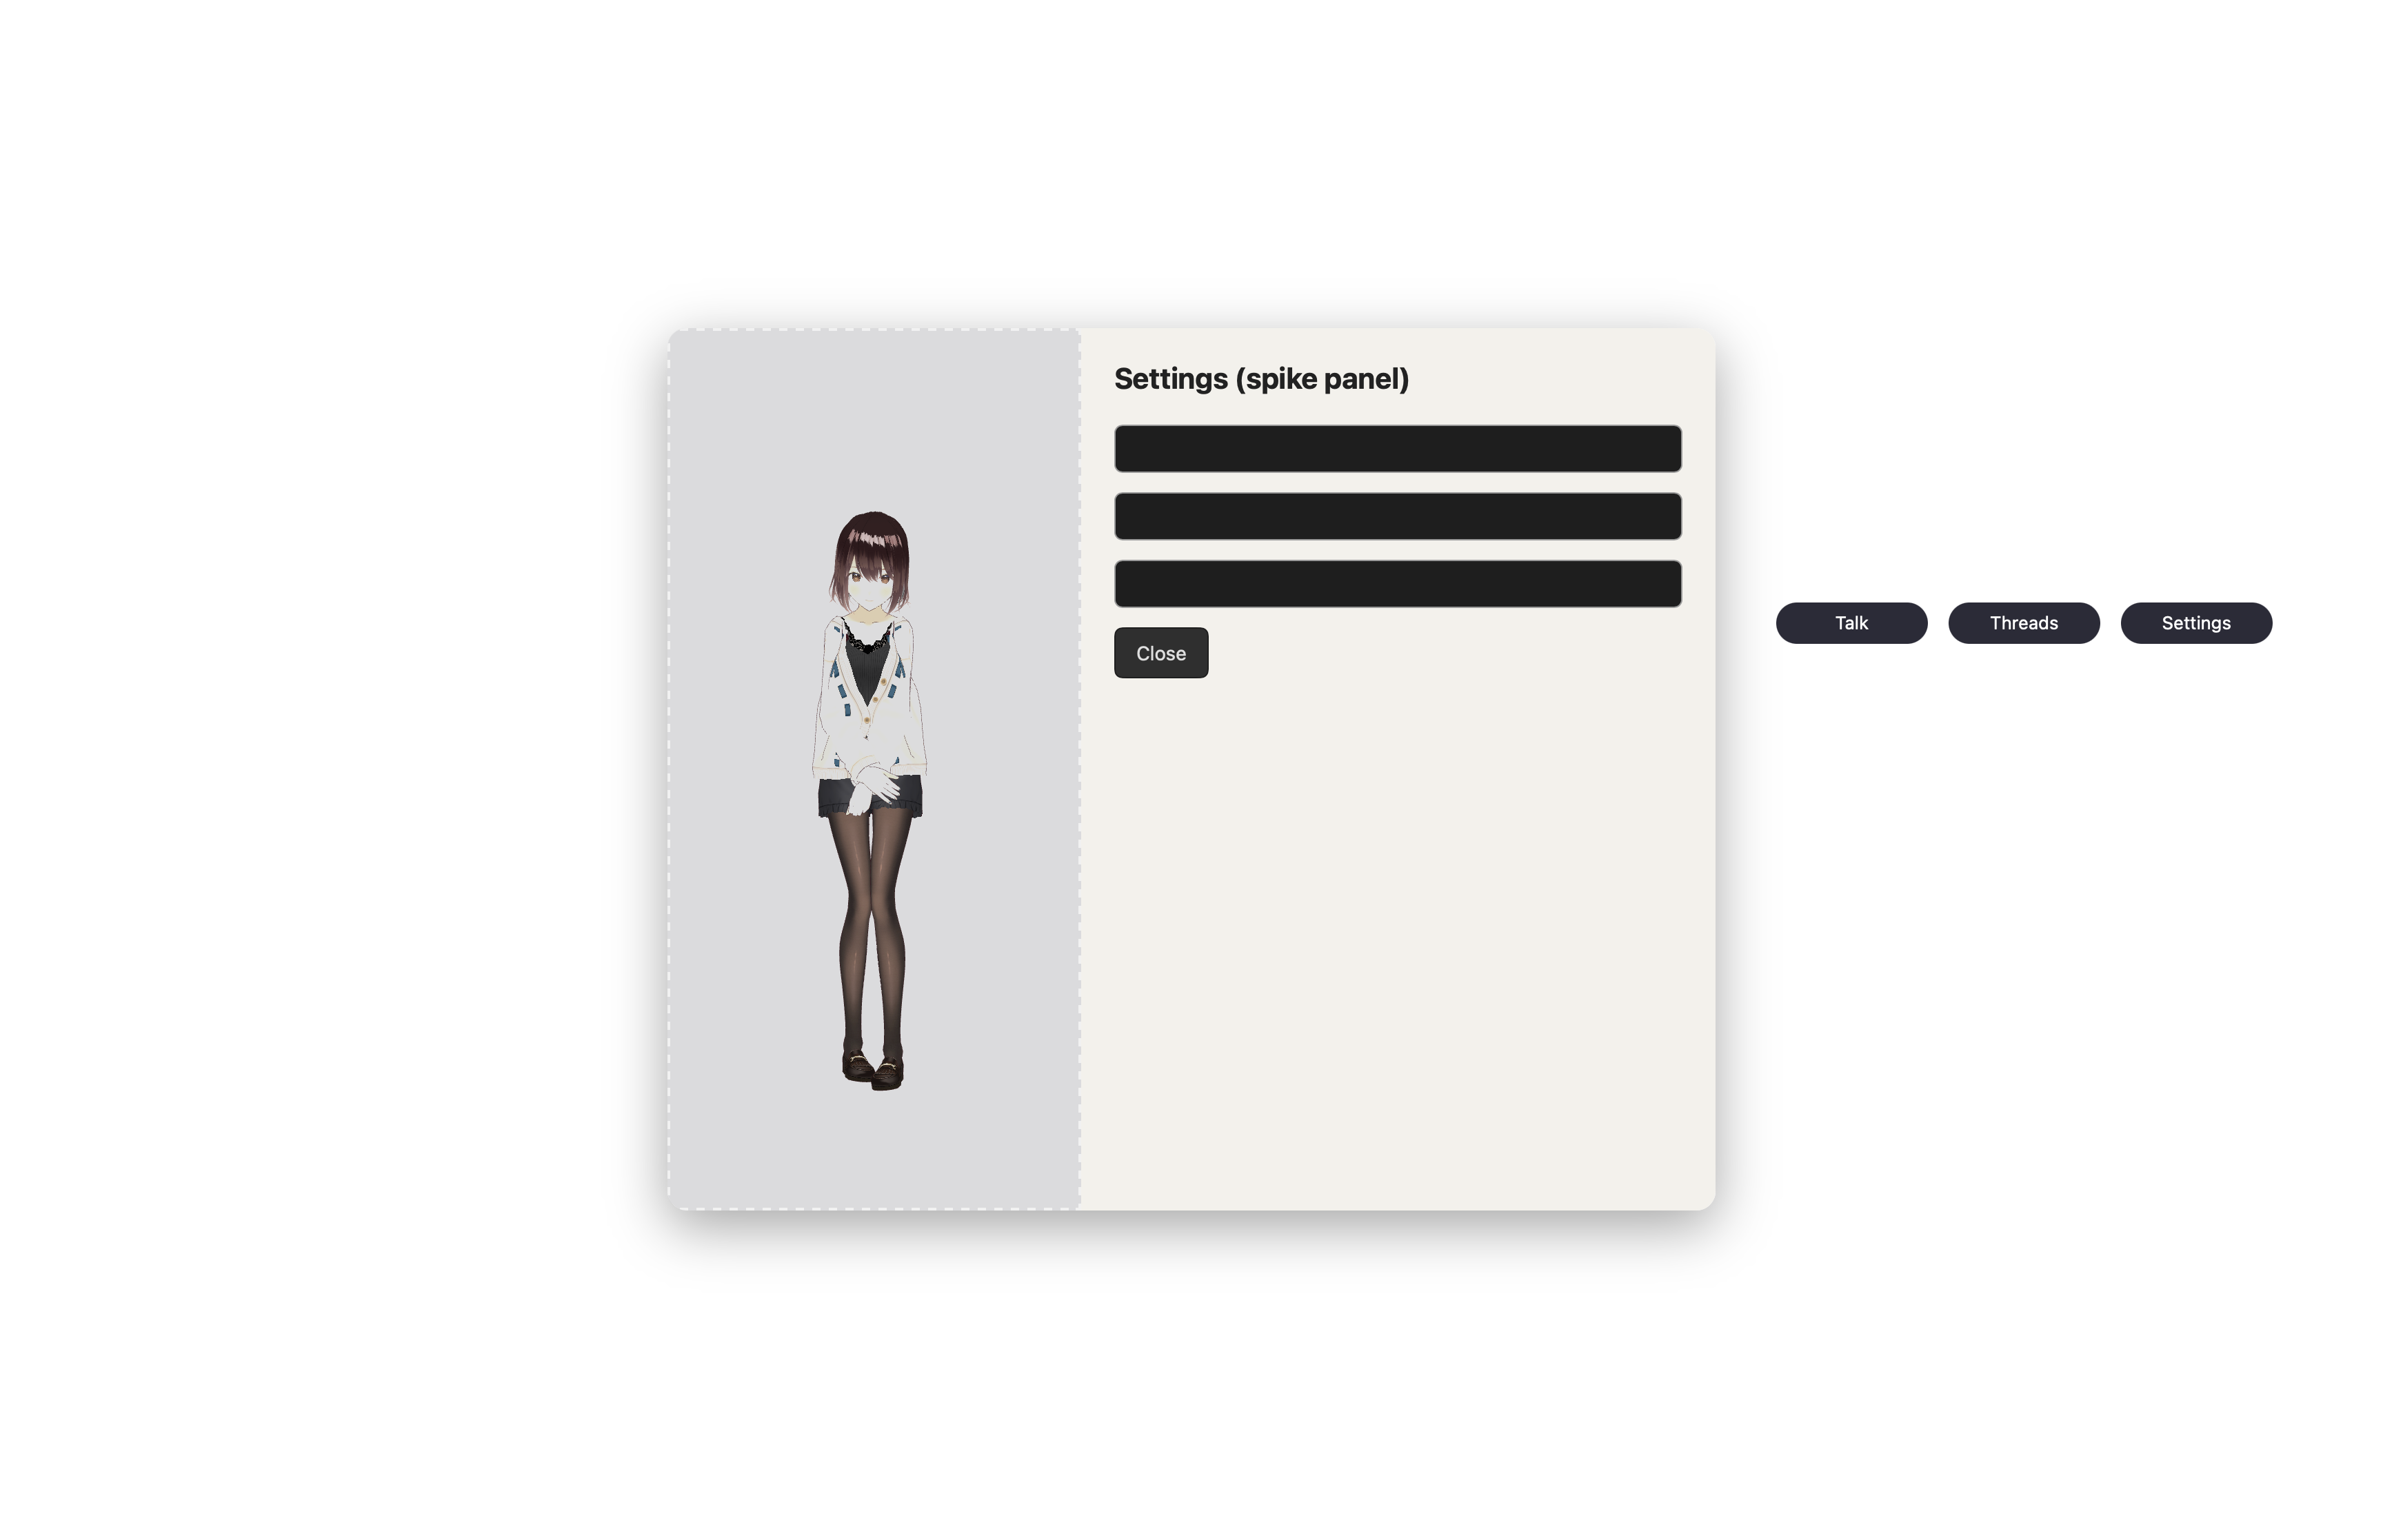 Settings (spike panel)
Close
Talk
Threads
Settings